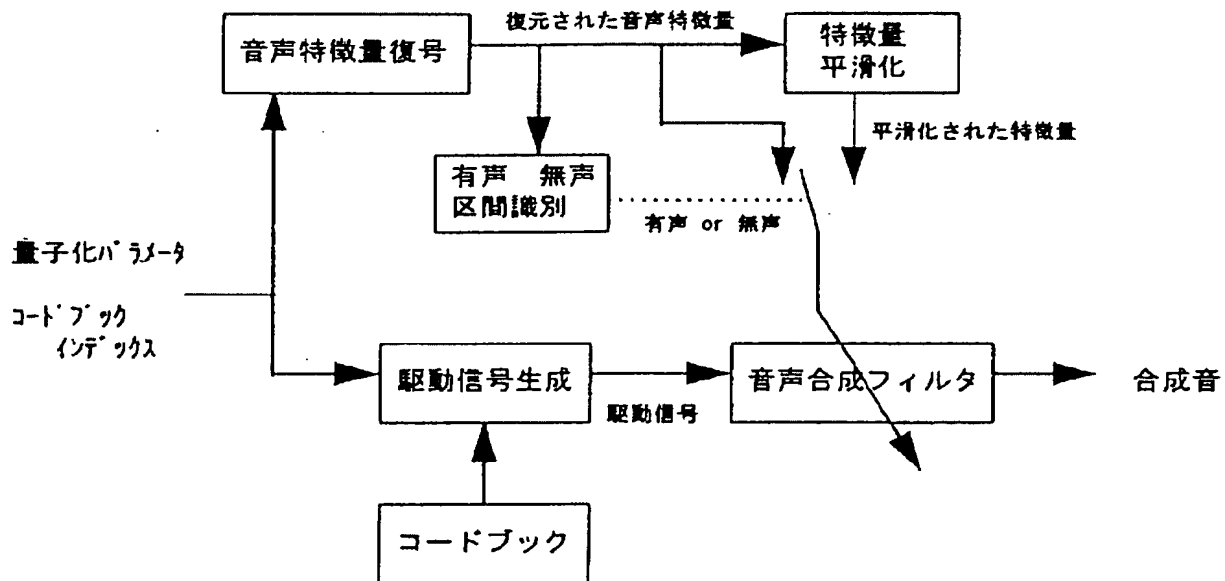 復元された音声特徴量
音声特徴量復号
特徴量
平滑化
平滑化された特徴量
有声　無声
区間識別
有声 or 無声
量子化ﾊﾟﾗﾒｰﾀ
ｺｰﾄﾞﾌﾞｯｸ
ｲﾝﾃﾞｯｸｽ
駆動信号生成
駆動信号
音声合成フィルタ
合成音
コードブック